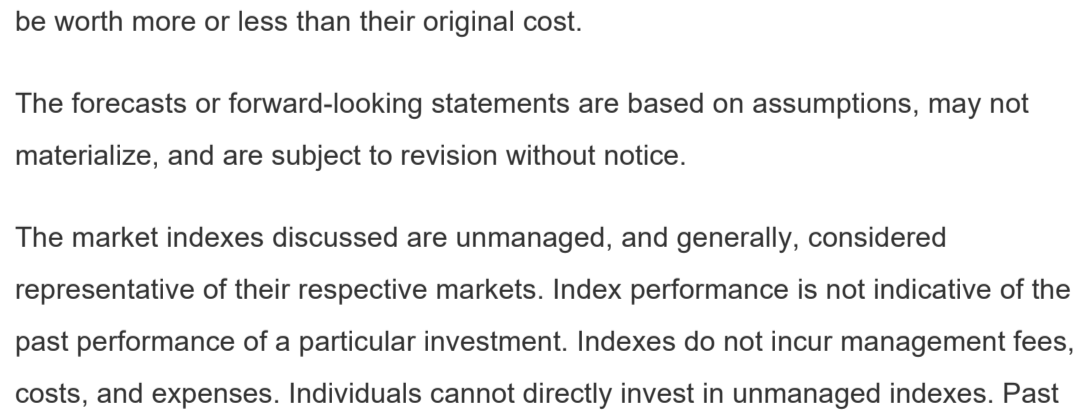 be worth more or less than their original cost.
The forecasts or forward-looking statements are based on assumptions, may not
materialize, and are subject to revision without notice.
The market indexes discussed are unmanaged, and generally, considered
representative of their respective markets. Index performance is not indicative of the
past performance of a particular investment. Indexes do not incur management fees,
costs, and expenses. Individuals cannot directly invest in unmanaged indexes. Past